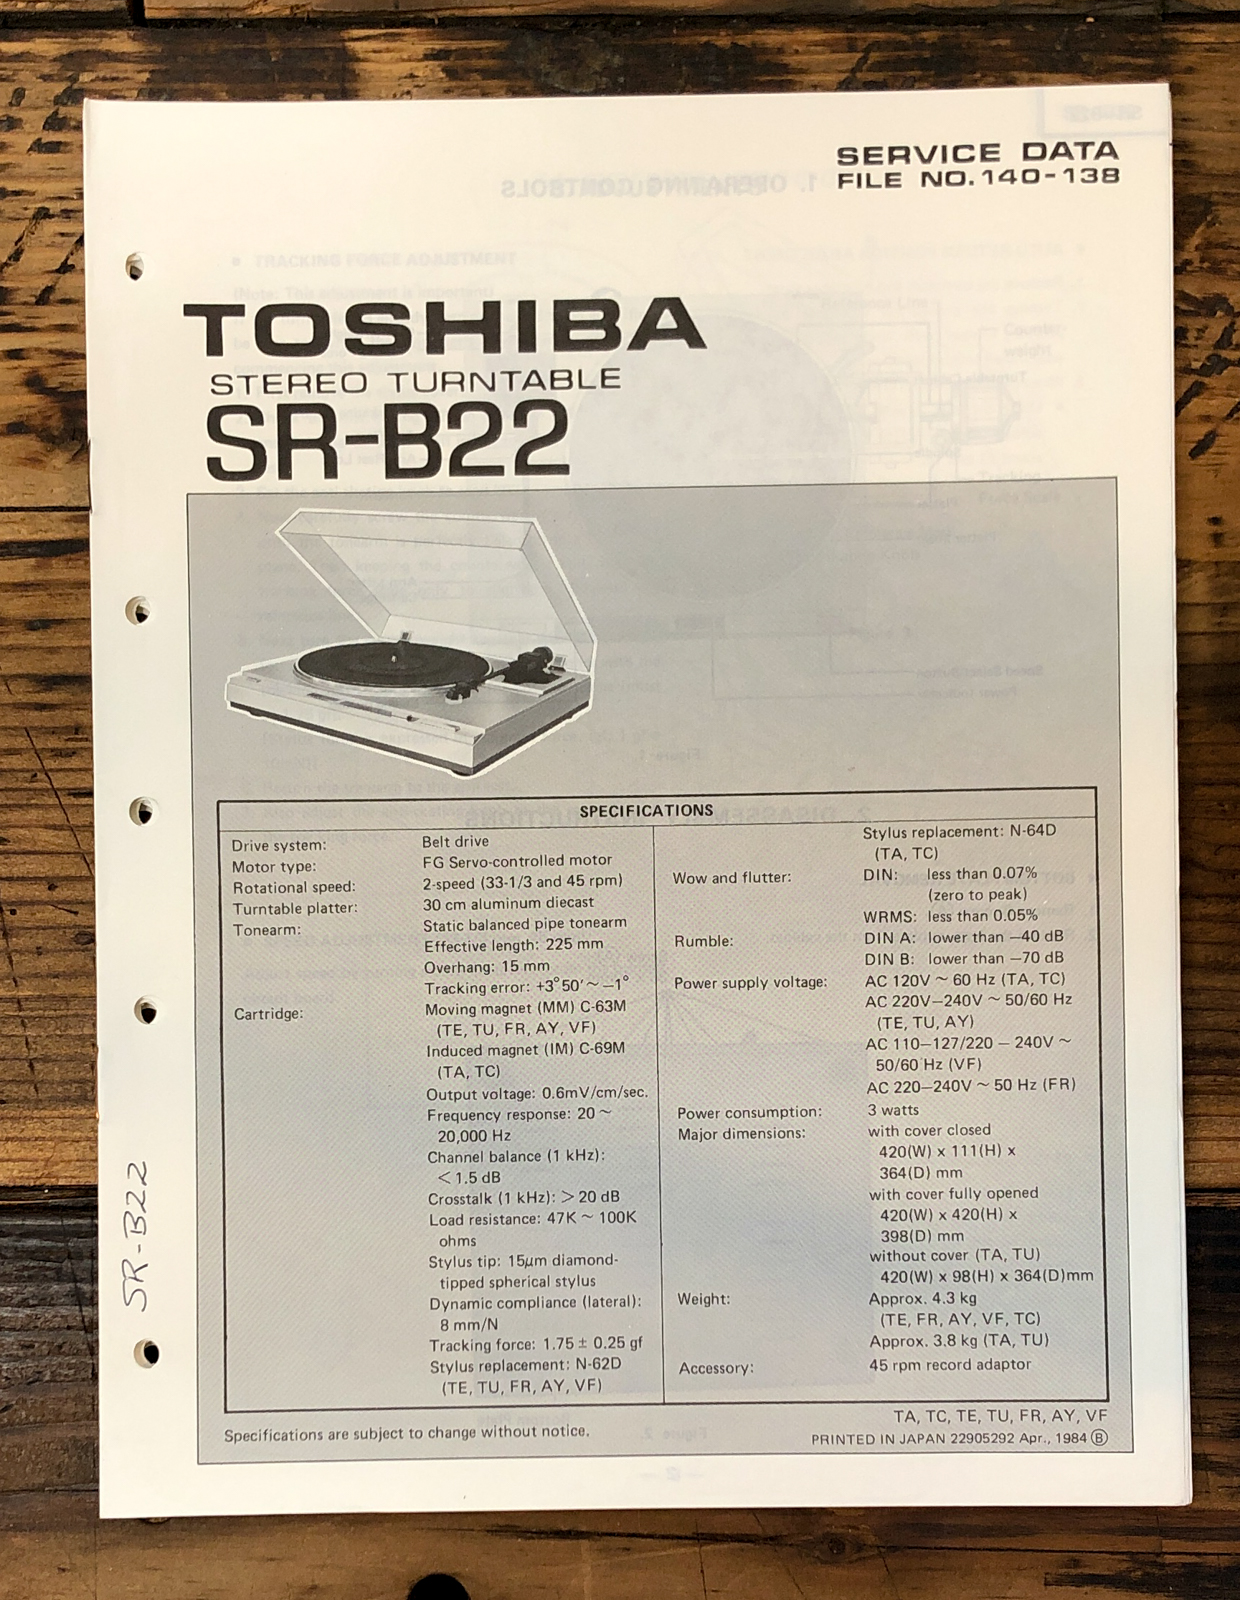 SERVICE DATA
FILE NO. 140-138
TOSHIBA
STEREO TURNTABLE
SR-B22
SPECIFICATIONS
Drive system: Belt drive
Motor type: FG Servo-controlled motor
Rotational speed: 2-speed (33-1/3 and 45 rpm)
Turntable platter: 30 cm aluminum diecast
Tonearm: Static balanced pipe tonearm
Effective length: 225 mm
Overhang: 15 mm
Tracking error: +3°50′ ~ −1°
Cartridge: Moving magnet (MM) C-63M
(TE, TU, FR, AY, VF)
Induced magnet (IM) C-69M
(TA, TC)
Output voltage: 0.6mV/cm/sec.
Frequency response: 20 ~
20,000 Hz
Channel balance (1 kHz):
< 1.5 dB
Crosstalk (1 kHz): > 20 dB
Load resistance: 47K ~ 100K
ohms
Stylus tip: 15μm diamond-
tipped spherical stylus
Dynamic compliance (lateral):
8 mm/N
Tracking force: 1.75 ± 0.25 gf
Stylus replacement: N-62D
(TE, TU, FR, AY, VF)
Stylus replacement: N-64D
(TA, TC)
Wow and flutter: DIN: less than 0.07%
(zero to peak)
WRMS: less than 0.05%
Rumble: DIN A: lower than −40 dB
DIN B: lower than −70 dB
Power supply voltage: AC 120V ~ 60 Hz (TA, TC)
AC 220V−240V ~ 50/60 Hz
(TE, TU, AY)
AC 110−127/220 − 240V ~
50/60 Hz (VF)
AC 220−240V ~ 50 Hz (FR)
Power consumption: 3 watts
Major dimensions: with cover closed
420(W) x 111(H) x
364(D) mm
with cover fully opened
420(W) x 420(H) x
398(D) mm
without cover (TA, TU)
420(W) x 98(H) x 364(D)mm
Weight: Approx. 4.3 kg
(TE, FR, AY, VF, TC)
Approx. 3.8 kg (TA, TU)
Accessory: 45 rpm record adaptor
Specifications are subject to change without notice.
TA, TC, TE, TU, FR, AY, VF
PRINTED IN JAPAN 22905292 Apr., 1984 Ⓑ
SR-B22